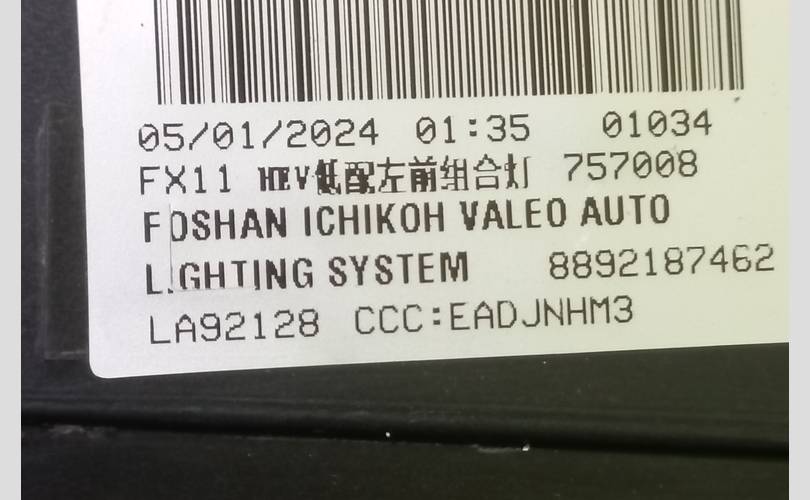 05/01/2024 01:35 01034
FX11 HEV低配左前组合灯 757008
FOSHAN ICHIKOH VALEO AUTO
LIGHTING SYSTEM 8892187462
LA92128 CCC:EADJNHM3